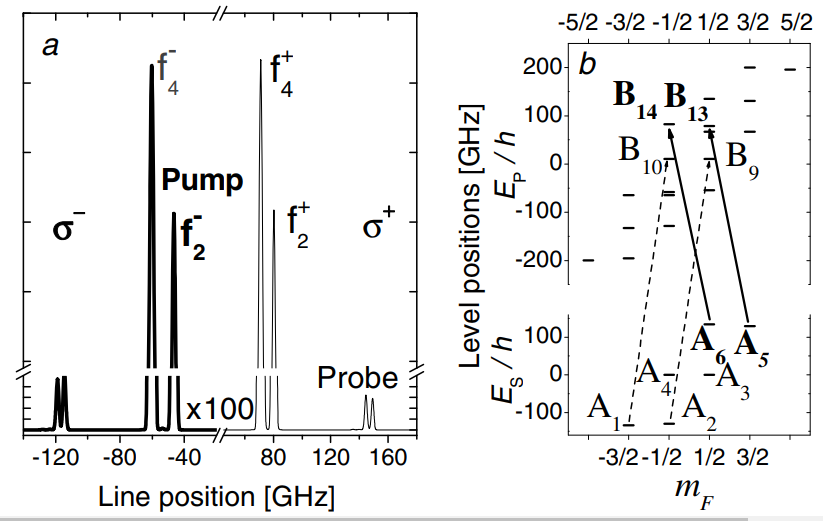 a
f4-
f4+
Pump
σ-
f2-
f2+
σ+
Probe
x100
-120 -80 -40 80 120 160
Line position [GHz]
-5/2 -3/2 -1/2 1/2 3/2 5/2
b
200
100
0
-100
-200
100
0
-100
Level positions [GHz]
EP / h
ES / h
B14 B13
B10 B9
A6 A5
A4 A3
A1 A2
-3/2 -1/2 1/2 3/2
mF